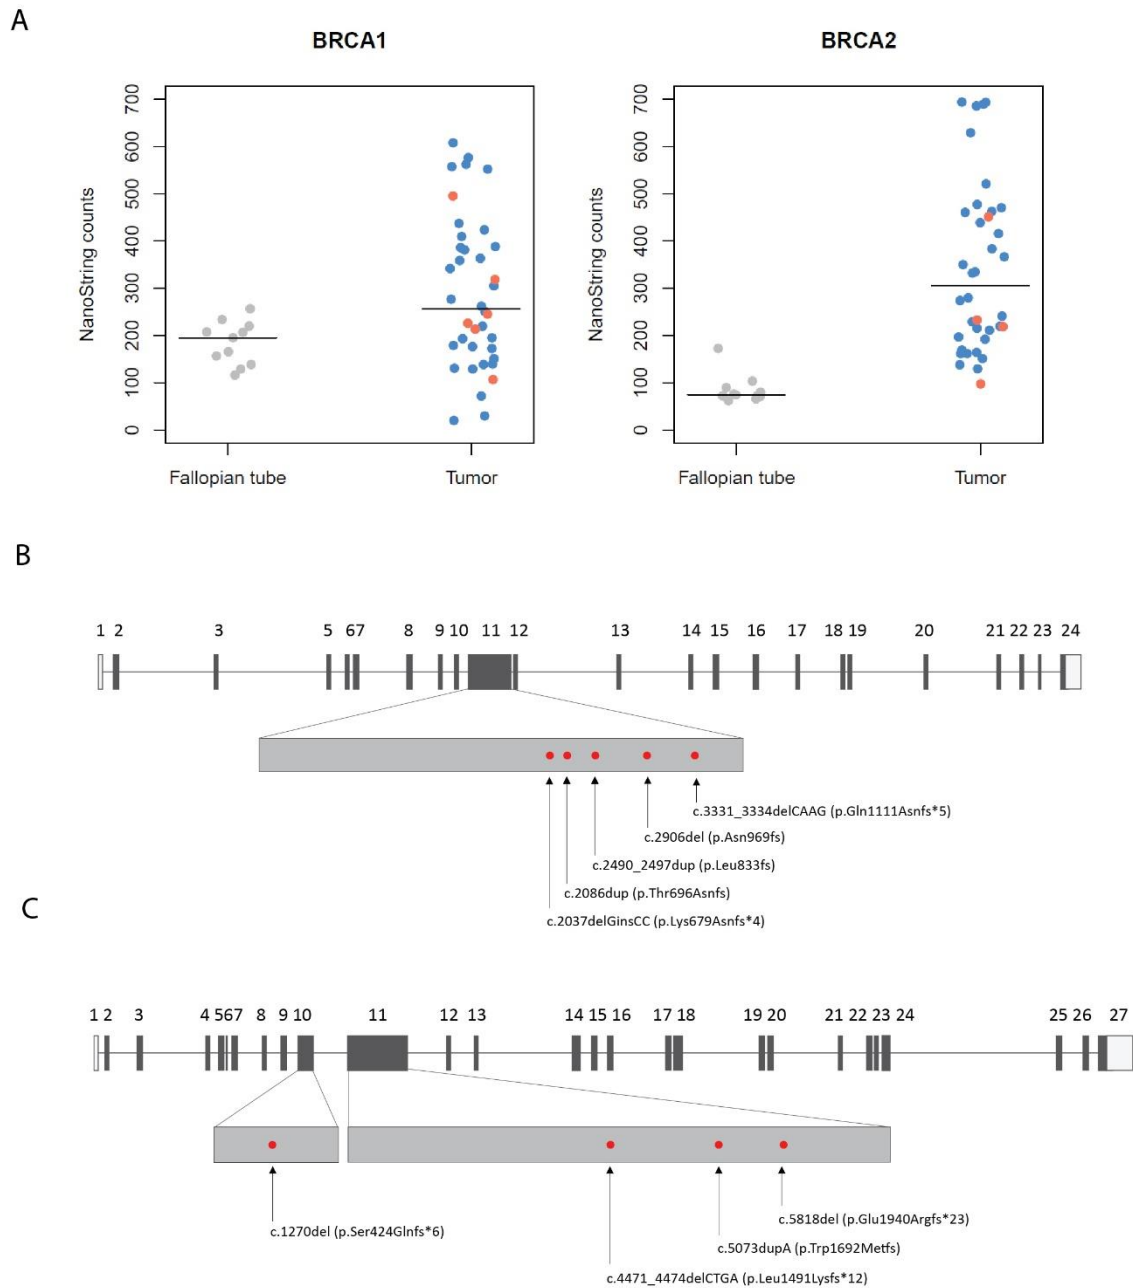 A
BRCA1
BRCA2
NanoString counts
700
600
500
400
300
200
100
0
Fallopian tube
Tumor
NanoString counts
700
600
500
400
300
200
100
0
Fallopian tube
Tumor
B
1 2 3 5 67 8 9 10 11 12 13 14 15 16 17 18 19 20 21 22 23 24
c.3331_3334delCAAG (p.Gln1111Asnfs*5)
c.2906del (p.Asn969fs)
c.2490_2497dup (p.Leu833fs)
c.2086dup (p.Thr696Asnfs)
c.2037delGinsCC (p.Lys679Asnfs*4)
C
1 2 3 4 567 8 9 10 11 12 13 14 15 16 17 18 19 20 21 22 23 24 25 26 27
c.5818del (p.Glu1940Argfs*23)
c.1270del (p.Ser424Glnfs*6)
c.5073dupA (p.Trp1692Metfs)
c.4471_4474delCTGA (p.Leu1491Lysfs*12)